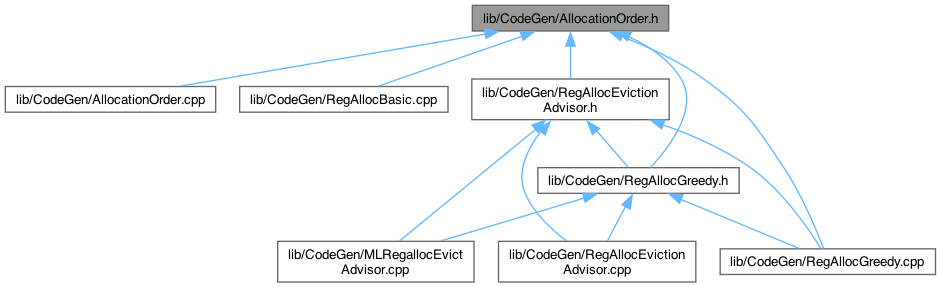 lib/CodeGen/AllocationOrder.h
lib/CodeGen/AllocationOrder.cpp
lib/CodeGen/RegAllocBasic.cpp
lib/CodeGen/RegAllocEviction
Advisor.h
lib/CodeGen/RegAllocGreedy.h
lib/CodeGen/MLRegallocEvict
Advisor.cpp
lib/CodeGen/RegAllocEviction
Advisor.cpp
lib/CodeGen/RegAllocGreedy.cpp